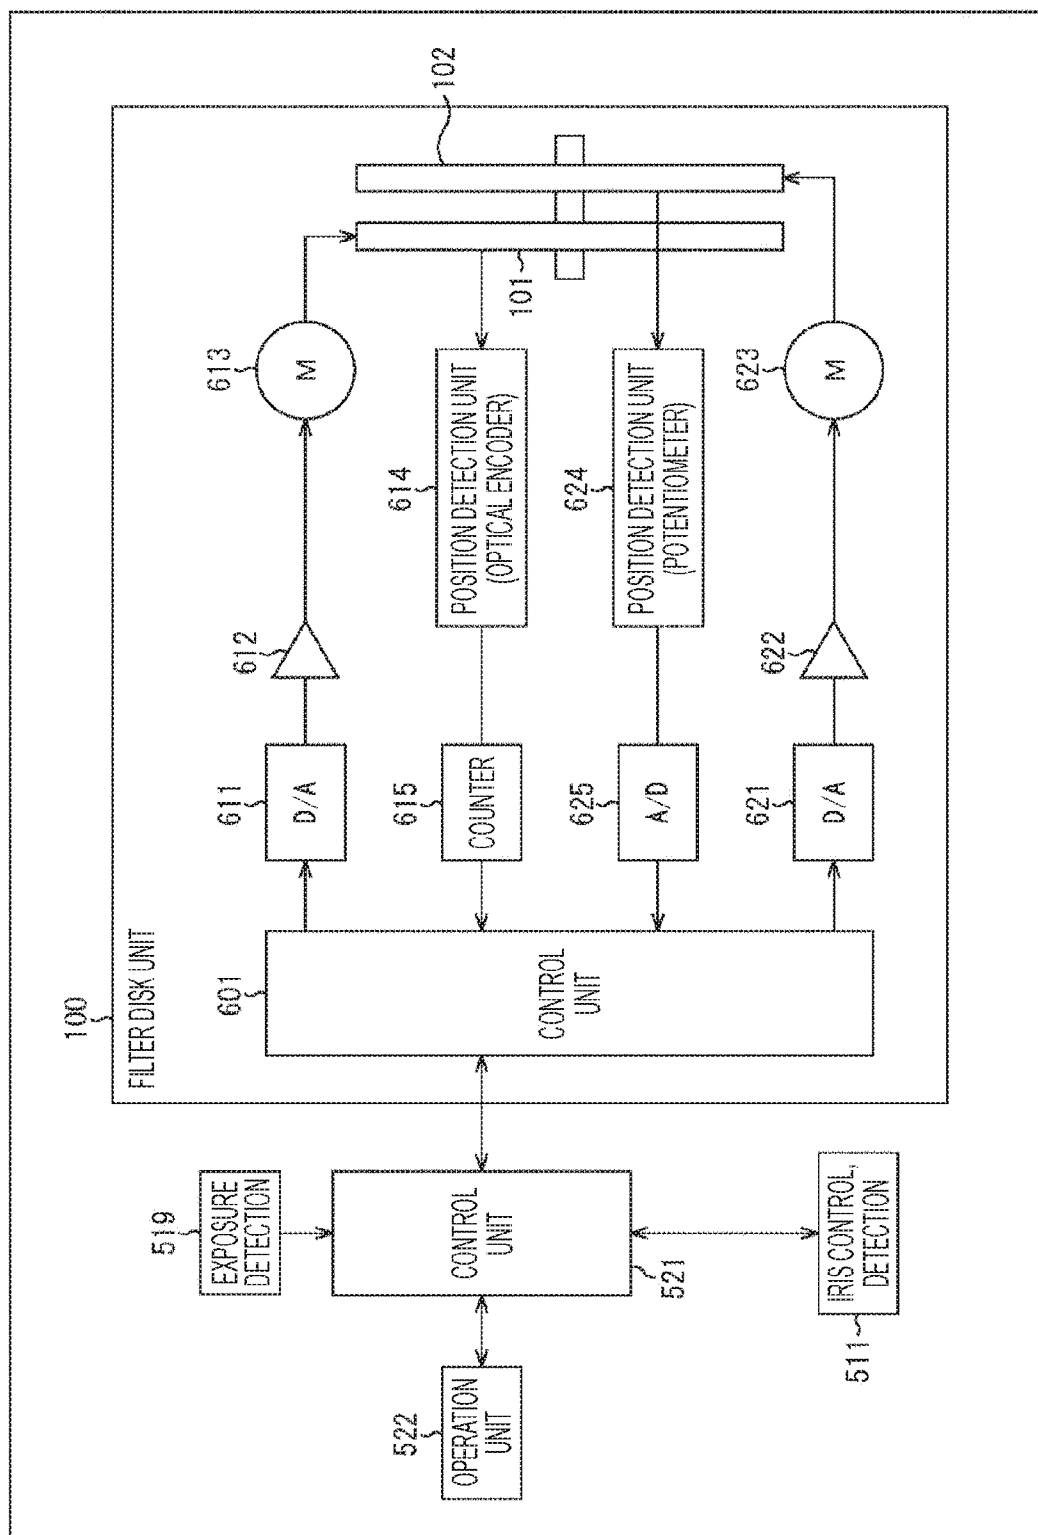 100
FILTER DISK UNIT
519
EXPOSURE
DETECTION
522
OPERATION
UNIT
CONTROL
UNIT
521
511
IRIS CONTROL,
DETECTION
601
CONTROL
UNIT
611
D/A
612
613
M
615
COUNTER
614
POSITION DETECTION UNIT
(OPTICAL ENCODER)
101
102
625
A/D
624
POSITION DETECTION UNIT
(POTENTIOMETER)
621
D/A
622
623
M